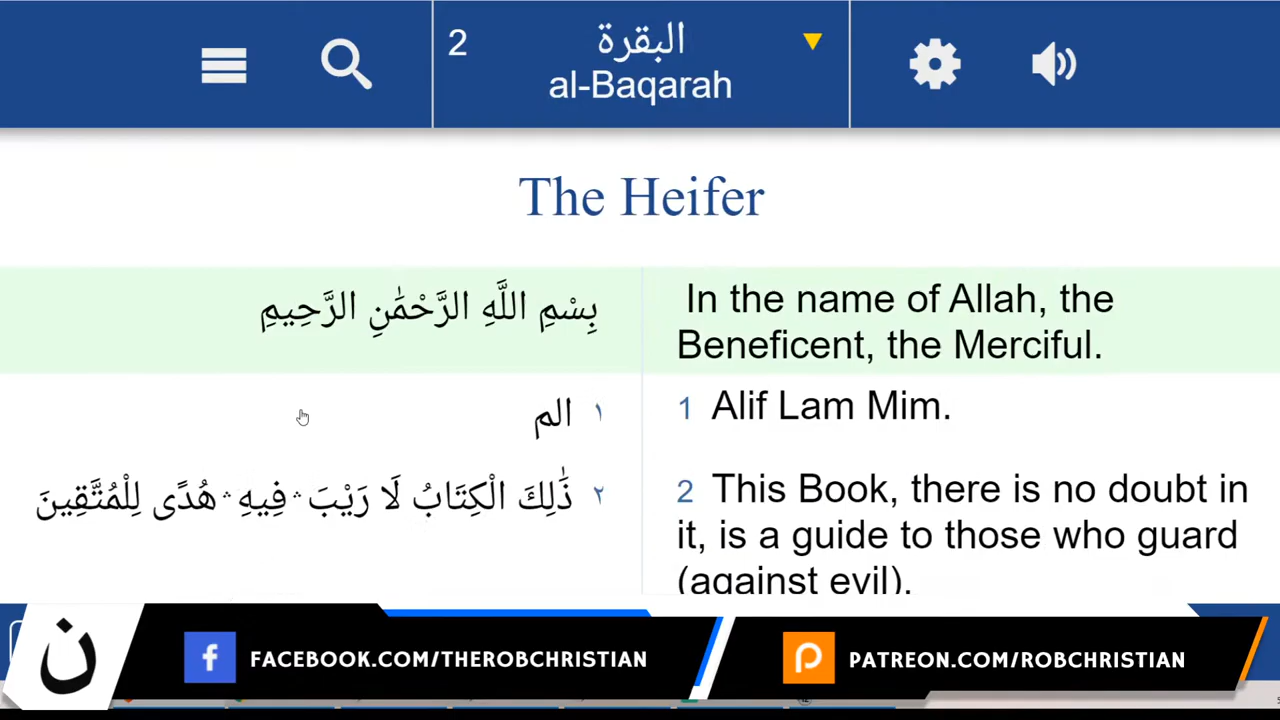 2
البقرة
al-Baqarah
The Heifer
بِسْمِ اللَّهِ الرَّحْمَٰنِ الرَّحِيمِ
In the name of Allah, the
Beneficent, the Merciful.
١ الم
1 Alif Lam Mim.
٢ ذَٰلِكَ الْكِتَابُ لَا رَيْبَ ۛ فِيهِ ۛ هُدًى لِلْمُتَّقِينَ
2 This Book, there is no doubt in
it, is a guide to those who guard
(against evil).
ن
f FACEBOOK.COM/THEROBCHRISTIAN
PATREON.COM/ROBCHRISTIAN